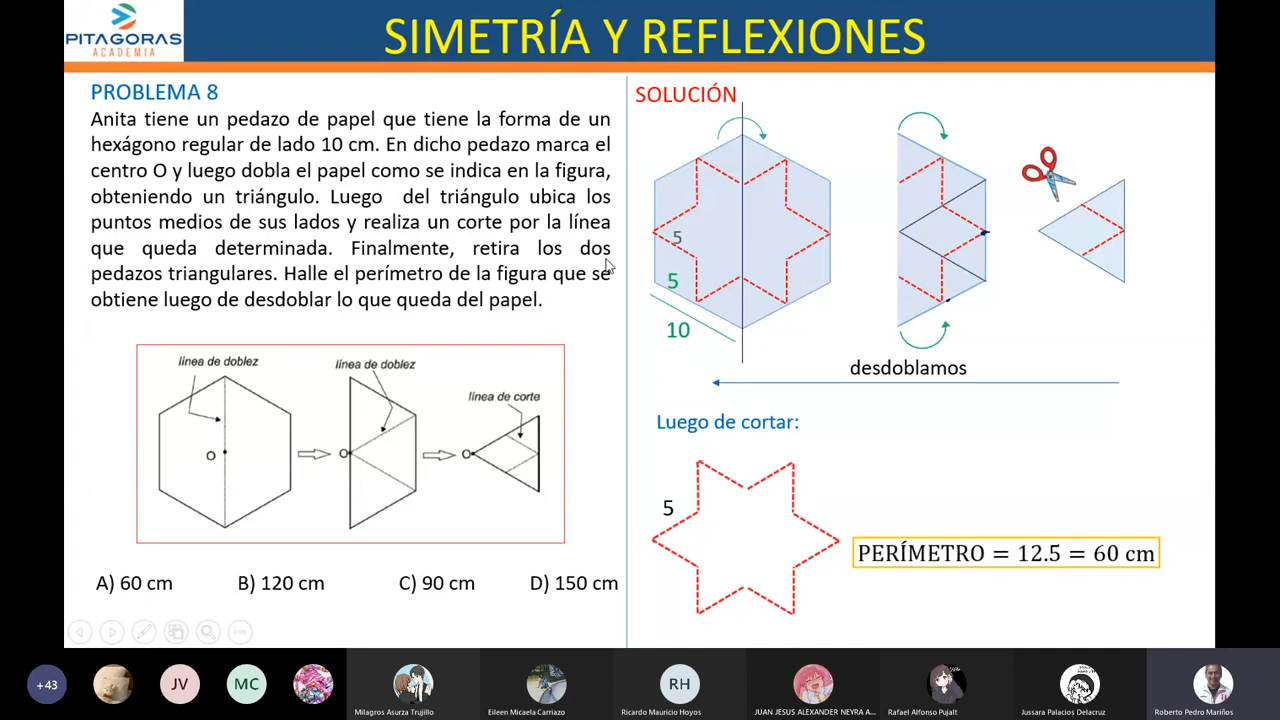 PITAGORAS
ACADEMIA
SIMETRÍA Y REFLEXIONES
PROBLEMA 8
Anita tiene un pedazo de papel que tiene la forma de un
hexágono regular de lado 10 cm. En dicho pedazo marca el
centro O y luego dobla el papel como se indica en la figura,
obteniendo un triángulo. Luego del triángulo ubica los
puntos medios de sus lados y realiza un corte por la línea
que queda determinada. Finalmente, retira los dos
pedazos triangulares. Halle el perímetro de la figura que se
obtiene luego de desdoblar lo que queda del papel.
línea de doblez
línea de doblez
línea de corte
O
O
O
A) 60 cm
B) 120 cm
C) 90 cm
D) 150 cm
SOLUCIÓN
5
5
10
desdoblamos
Luego de cortar:
5
PERÍMETRO = 12.5 = 60 cm
+43
JV
MC
RH
Milagros Asurza Trujillo
Eileen Micaela Carriazo
Ricardo Mauricio Hoyos
JUAN JESUS ALEXANDER NEYRA A...
Rafael Alfonso Pujalt
Jussara Palacios Delacruz
Roberto Pedro Mariños